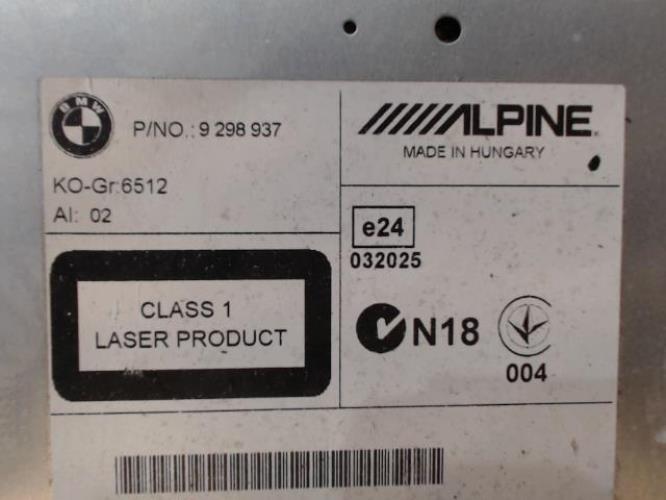 BMW
P/NO.: 9 298 937
KO-Gr:6512
AI: 02
ALPINE
MADE IN HUNGARY
e24
032025
CLASS 1
LASER PRODUCT
N18
004